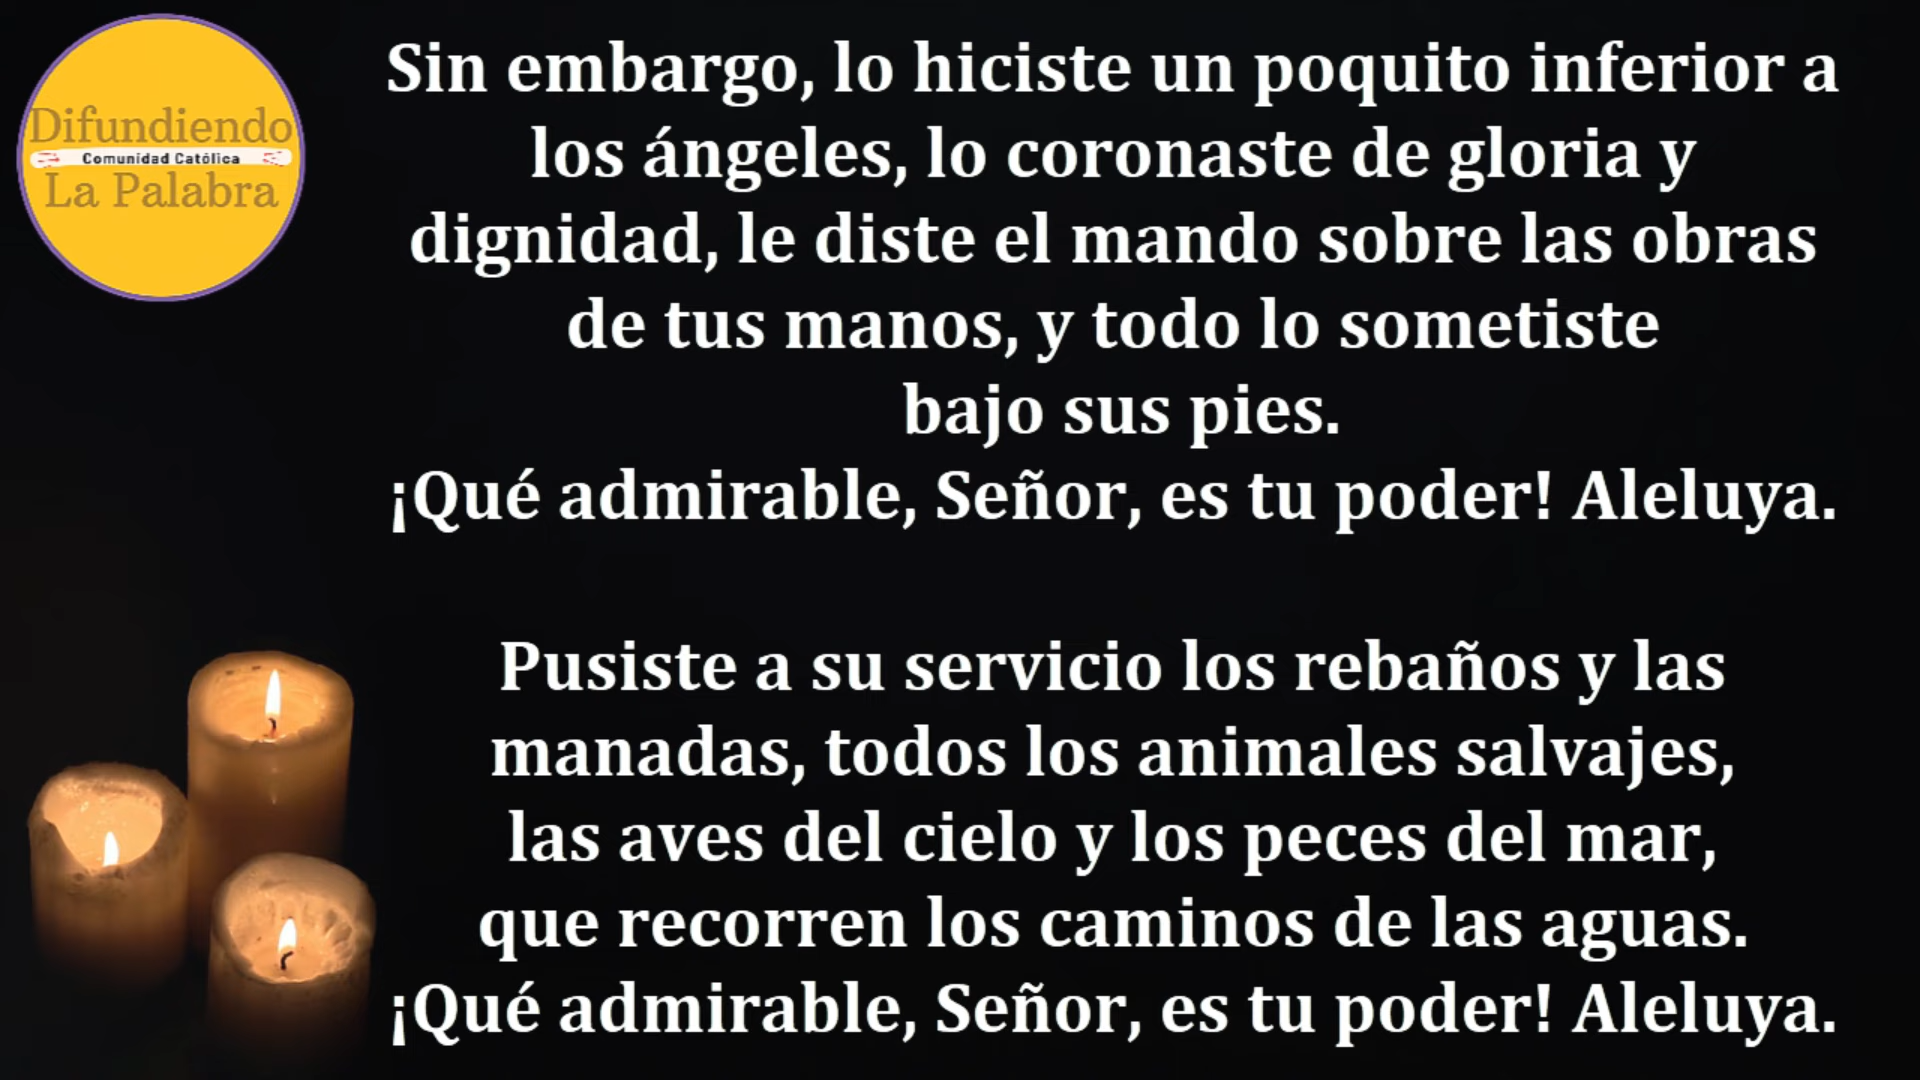 Difundiendo
Comunidad Católica
La Palabra
Sin embargo, lo hiciste un poquito inferior a
los ángeles, lo coronaste de gloria y
dignidad, le diste el mando sobre las obras
de tus manos, y todo lo sometiste
bajo sus pies.
¡Qué admirable, Señor, es tu poder! Aleluya.
Pusiste a su servicio los rebaños y las
manadas, todos los animales salvajes,
las aves del cielo y los peces del mar,
que recorren los caminos de las aguas.
¡Qué admirable, Señor, es tu poder! Aleluya.